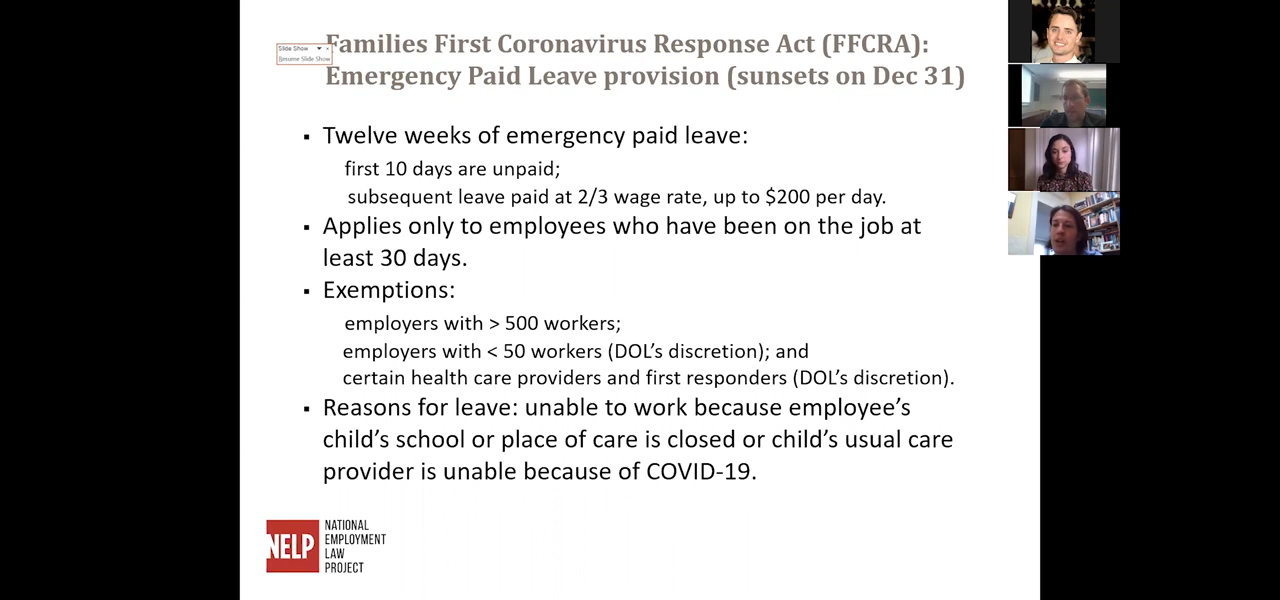 Families First Coronavirus Response Act (FFCRA):
Slide Show
Resume Slide Show
Emergency Paid Leave provision (sunsets on Dec 31)
▪ Twelve weeks of emergency paid leave:
first 10 days are unpaid;
subsequent leave paid at 2/3 wage rate, up to $200 per day.
▪ Applies only to employees who have been on the job at
least 30 days.
▪ Exemptions:
employers with > 500 workers;
employers with < 50 workers (DOL’s discretion); and
certain health care providers and first responders (DOL’s discretion).
▪ Reasons for leave: unable to work because employee’s
child’s school or place of care is closed or child’s usual care
provider is unable because of COVID-19.
NELP
NATIONAL
EMPLOYMENT
LAW
PROJECT